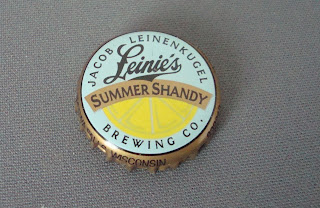 JACOB LEINENKUGEL
Leinie's
SUMMER SHANDY
BREWING CO.
WISCONSIN